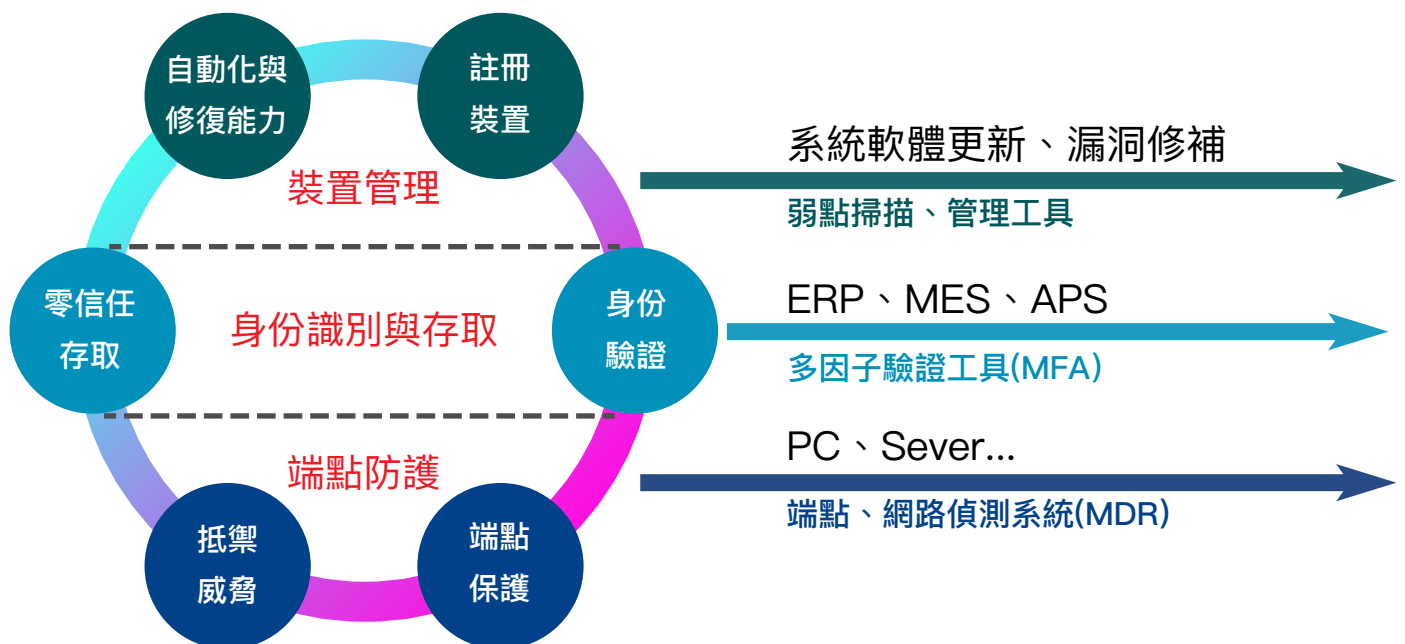 自動化與
修復能力
註冊
裝置
裝置管理
零信任
存取
身份識別與存取
身份
驗證
端點防護
抵禦
威脅
端點
保護
系統軟體更新、漏洞修補
弱點掃描、管理工具
ERP、MES、APS
多因子驗證工具(MFA)
PC、Sever...
端點、網路偵測系統(MDR)